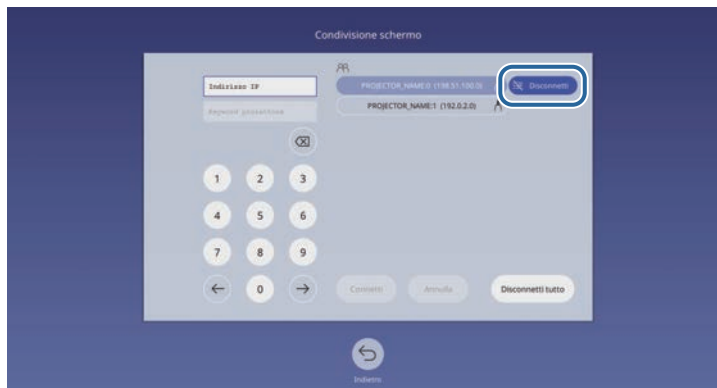 Condivisione schermo
Indirizzo IP
Keyword proiettore
PROJECTOR_NAME:0 (198.51.100.0)
Disconnetti
PROJECTOR_NAME:1 (192.0.2.0)
1 2 3
4 5 6
7 8 9
0
Connetti
Annulla
Disconnetti tutto
Indietro